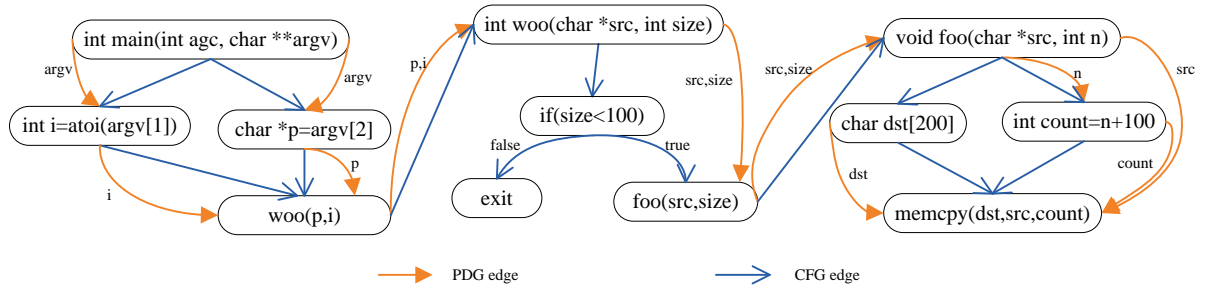 int main(int agc, char **argv)
argv
argv
int i=atoi(argv[1])
char *p=argv[2]
i
p
woo(p,i)
p,i
int woo(char *src, int size)
if(size<100)
false
true
exit
foo(src,size)
src,size
src,size
void foo(char *src, int n)
n
src
char dst[200]
int count=n+100
dst
count
memcpy(dst,src,count)
PDG edge
CFG edge